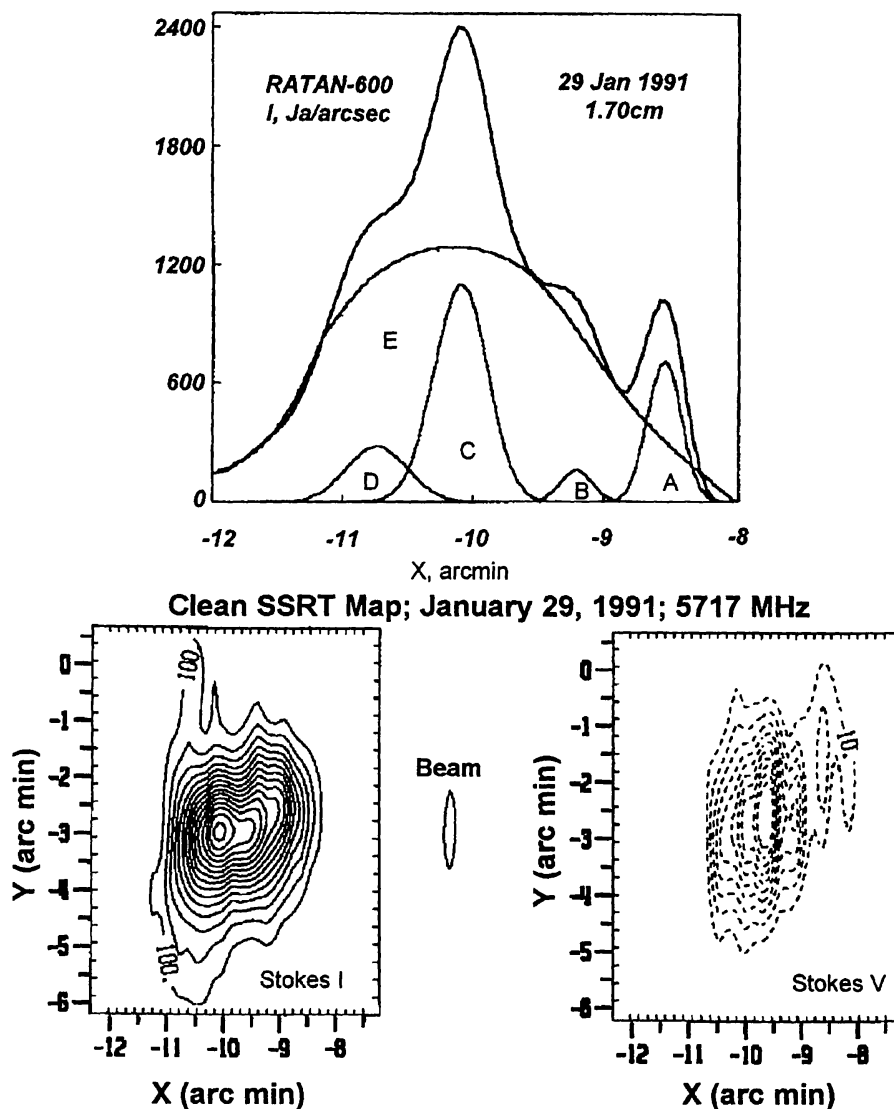 2400
RATAN-600
29 Jan 1991
I, Ja/arcsec
1.70cm
1800
1200
E
600
C
D
B
A
0
-12
-11
-10
-9
-8
X, arcmin
Clean SSRT Map; January 29, 1991; 5717 MHz
0
-1
-2
-3
-4
-5
-6
Y (arc min)
100.
100.
Stokes I
-12 -11 -10 -9 -8
X (arc min)
Beam
0
-1
-2
-3
-4
-5
-6
Y (arc min)
-10.
Stokes V
-12 -11 -10 -9 -8
X (arc min)